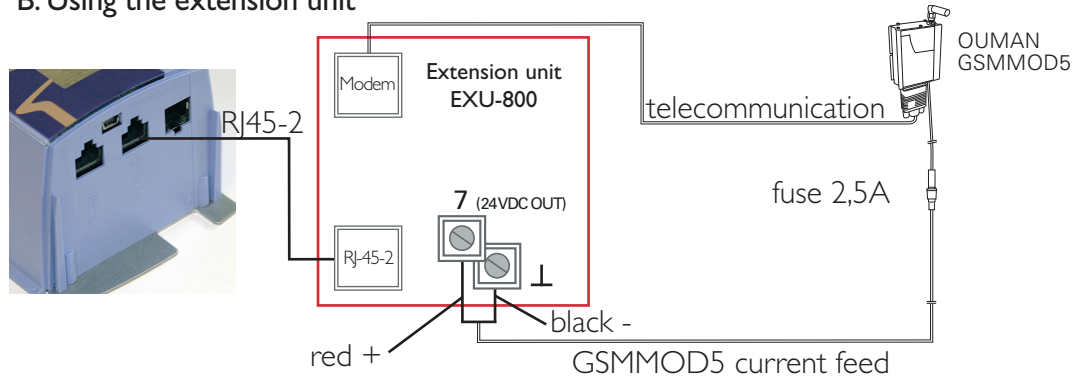 B. Using the extension unit
OUMAN
GSMMOD5
Modem
Extension unit
EXU-800
telecommunication
RJ45-2
fuse 2,5A
7 (24VDC OUT)
RJ-45-2
black -
red +
GSMMOD5 current feed